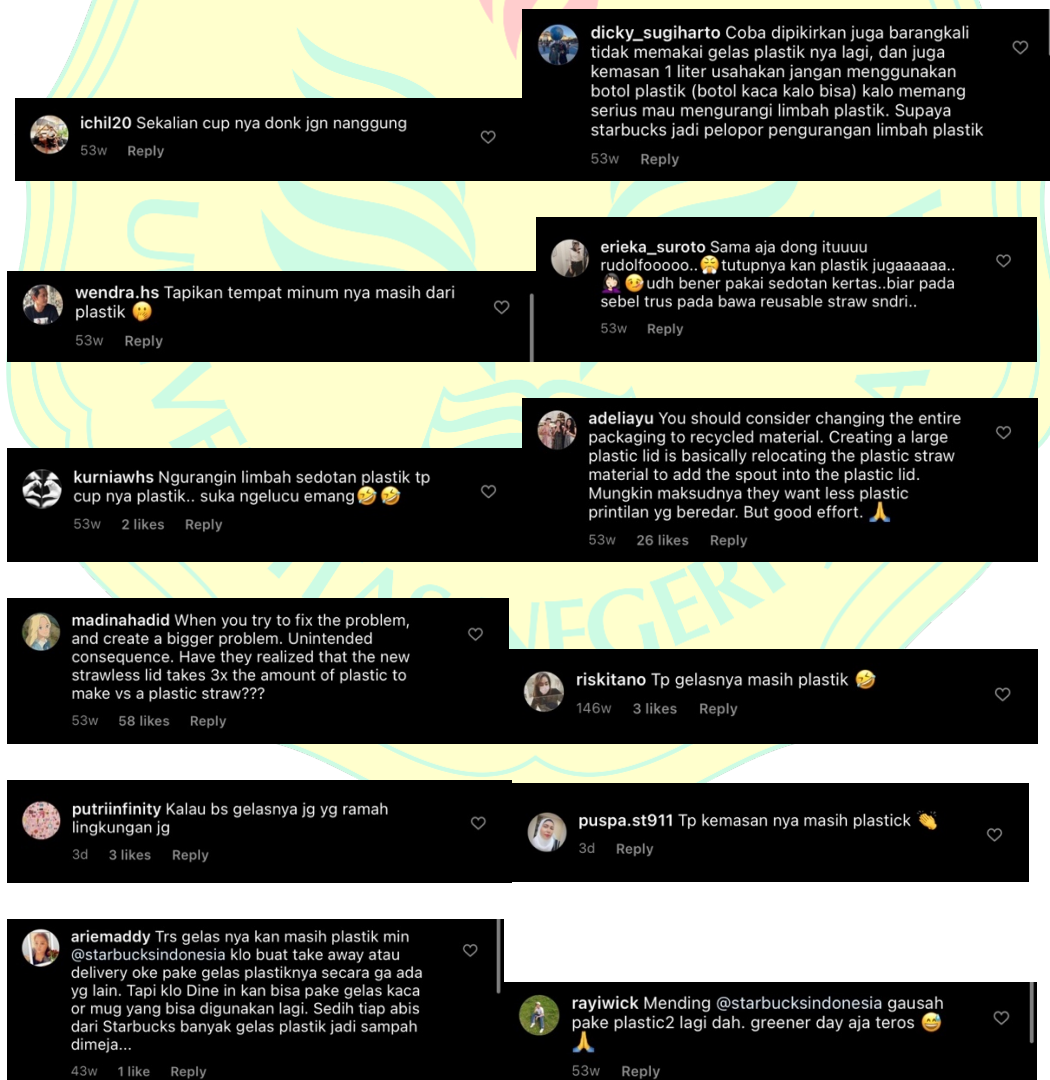 dicky_sugiharto Coba dipikirkan juga barangkali
tidak memakai gelas plastik nya lagi, dan juga
kemasan 1 liter usahakan jangan menggunakan
botol plastik (botol kaca kalo bisa) kalo memang
serius mau mengurangi limbah plastik. Supaya
starbucks jadi pelopor pengurangan limbah plastik
53w Reply
ichil20 Sekalian cup nya donk jgn nanggung
53w Reply
erieka_suroto Sama aja dong ituuuu
rudolfooooo..😤tutupnya kan plastik jugaaaaaa..
🤦🏻‍♀️🤒udh bener pakai sedotan kertas..biar pada
sebel trus pada bawa reusable straw sndri..
53w Reply
wendra.hs Tapikan tempat minum nya masih dari
plastik 🤭
53w Reply
adeliayu You should consider changing the entire
packaging to recycled material. Creating a large
plastic lid is basically relocating the plastic straw
material to add the spout into the plastic lid.
Mungkin maksudnya they want less plastic
printilan yg beredar. But good effort. 🙏
53w 26 likes Reply
kurniawhs Ngurangin limbah sedotan plastik tp
cup nya plastik.. suka ngelucu emang🤣🤣
53w 2 likes Reply
madinahadid When you try to fix the problem,
and create a bigger problem. Unintended
consequence. Have they realized that the new
strawless lid takes 3x the amount of plastic to
make vs a plastic straw???
53w 58 likes Reply
riskitano Tp gelasnya masih plastik 🤣
146w 3 likes Reply
putriinfinity Kalau bs gelasnya jg yg ramah
lingkungan jg
3d 3 likes Reply
puspa.st911 Tp kemasan nya masih plastick 👏
3d Reply
ariemaddy Trs gelas nya kan masih plastik min
@starbucksindonesia klo buat take away atau
delivery oke pake gelas plastiknya secara ga ada
yg lain. Tapi klo Dine in kan bisa pake gelas kaca
or mug yang bisa digunakan lagi. Sedih tiap abis
dari Starbucks banyak gelas plastik jadi sampah
dimeja...
43w 1 like Reply
rayiwick Mending @starbucksindonesia gausah
pake plastic2 lagi dah. greener day aja teros 😅
🙏
53w Reply